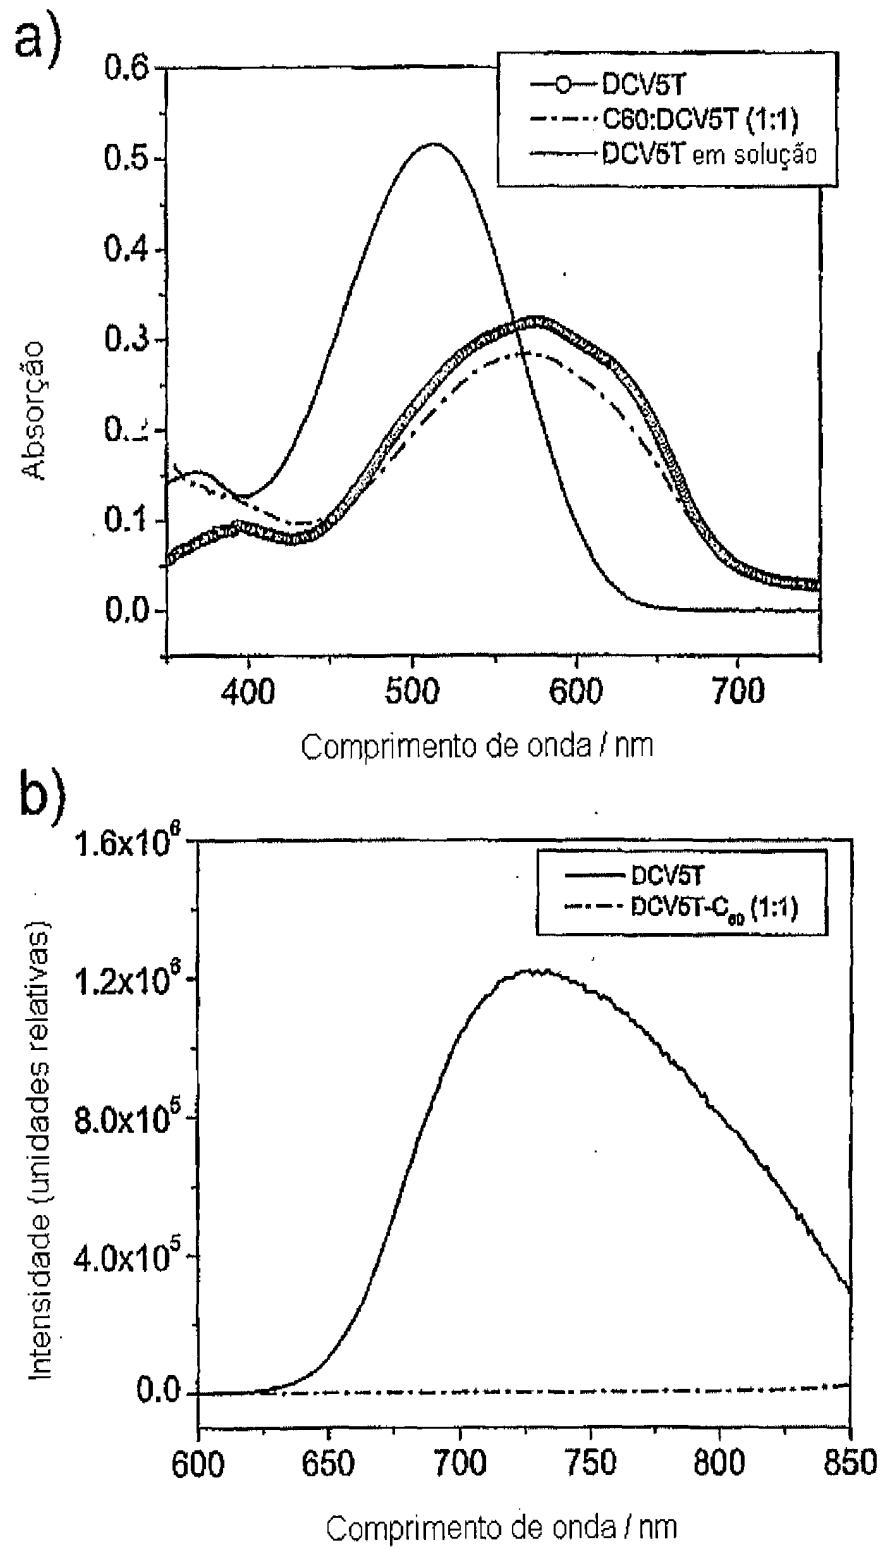 a)
0.6
0.5
0.4
0.3
0.2
0.1
0.0
Absorção
DCV5T
C60:DCV5T (1:1)
DCV5T em solução
400 500 600 700
Comprimento de onda / nm
b)
1.6x10⁶
1.2x10⁶
8.0x10⁵
4.0x10⁵
0.0
Intensidade (unidades relativas)
DCV5T
DCV5T-C₆₀ (1:1)
600 650 700 750 800 850
Comprimento de onda / nm